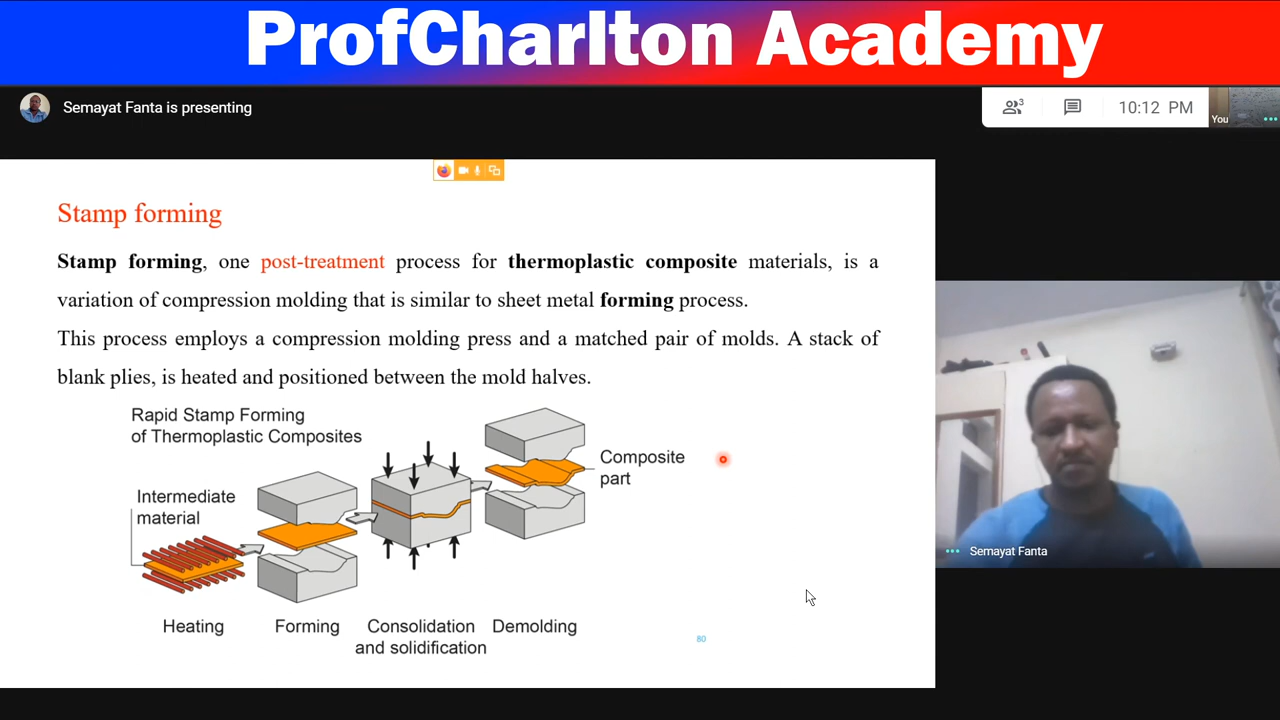 ProfCharlton Academy
Semayat Fanta is presenting
3
10:12 PM
You
Stamp forming
Stamp forming, one post-treatment process for thermoplastic composite materials, is a
variation of compression molding that is similar to sheet metal forming process.
This process employs a compression molding press and a matched pair of molds. A stack of
blank plies, is heated and positioned between the mold halves.
Rapid Stamp Forming
of Thermoplastic Composites
Composite
part
Intermediate
material
Heating
Forming
Consolidation
and solidification
Demolding
80
Semayat Fanta